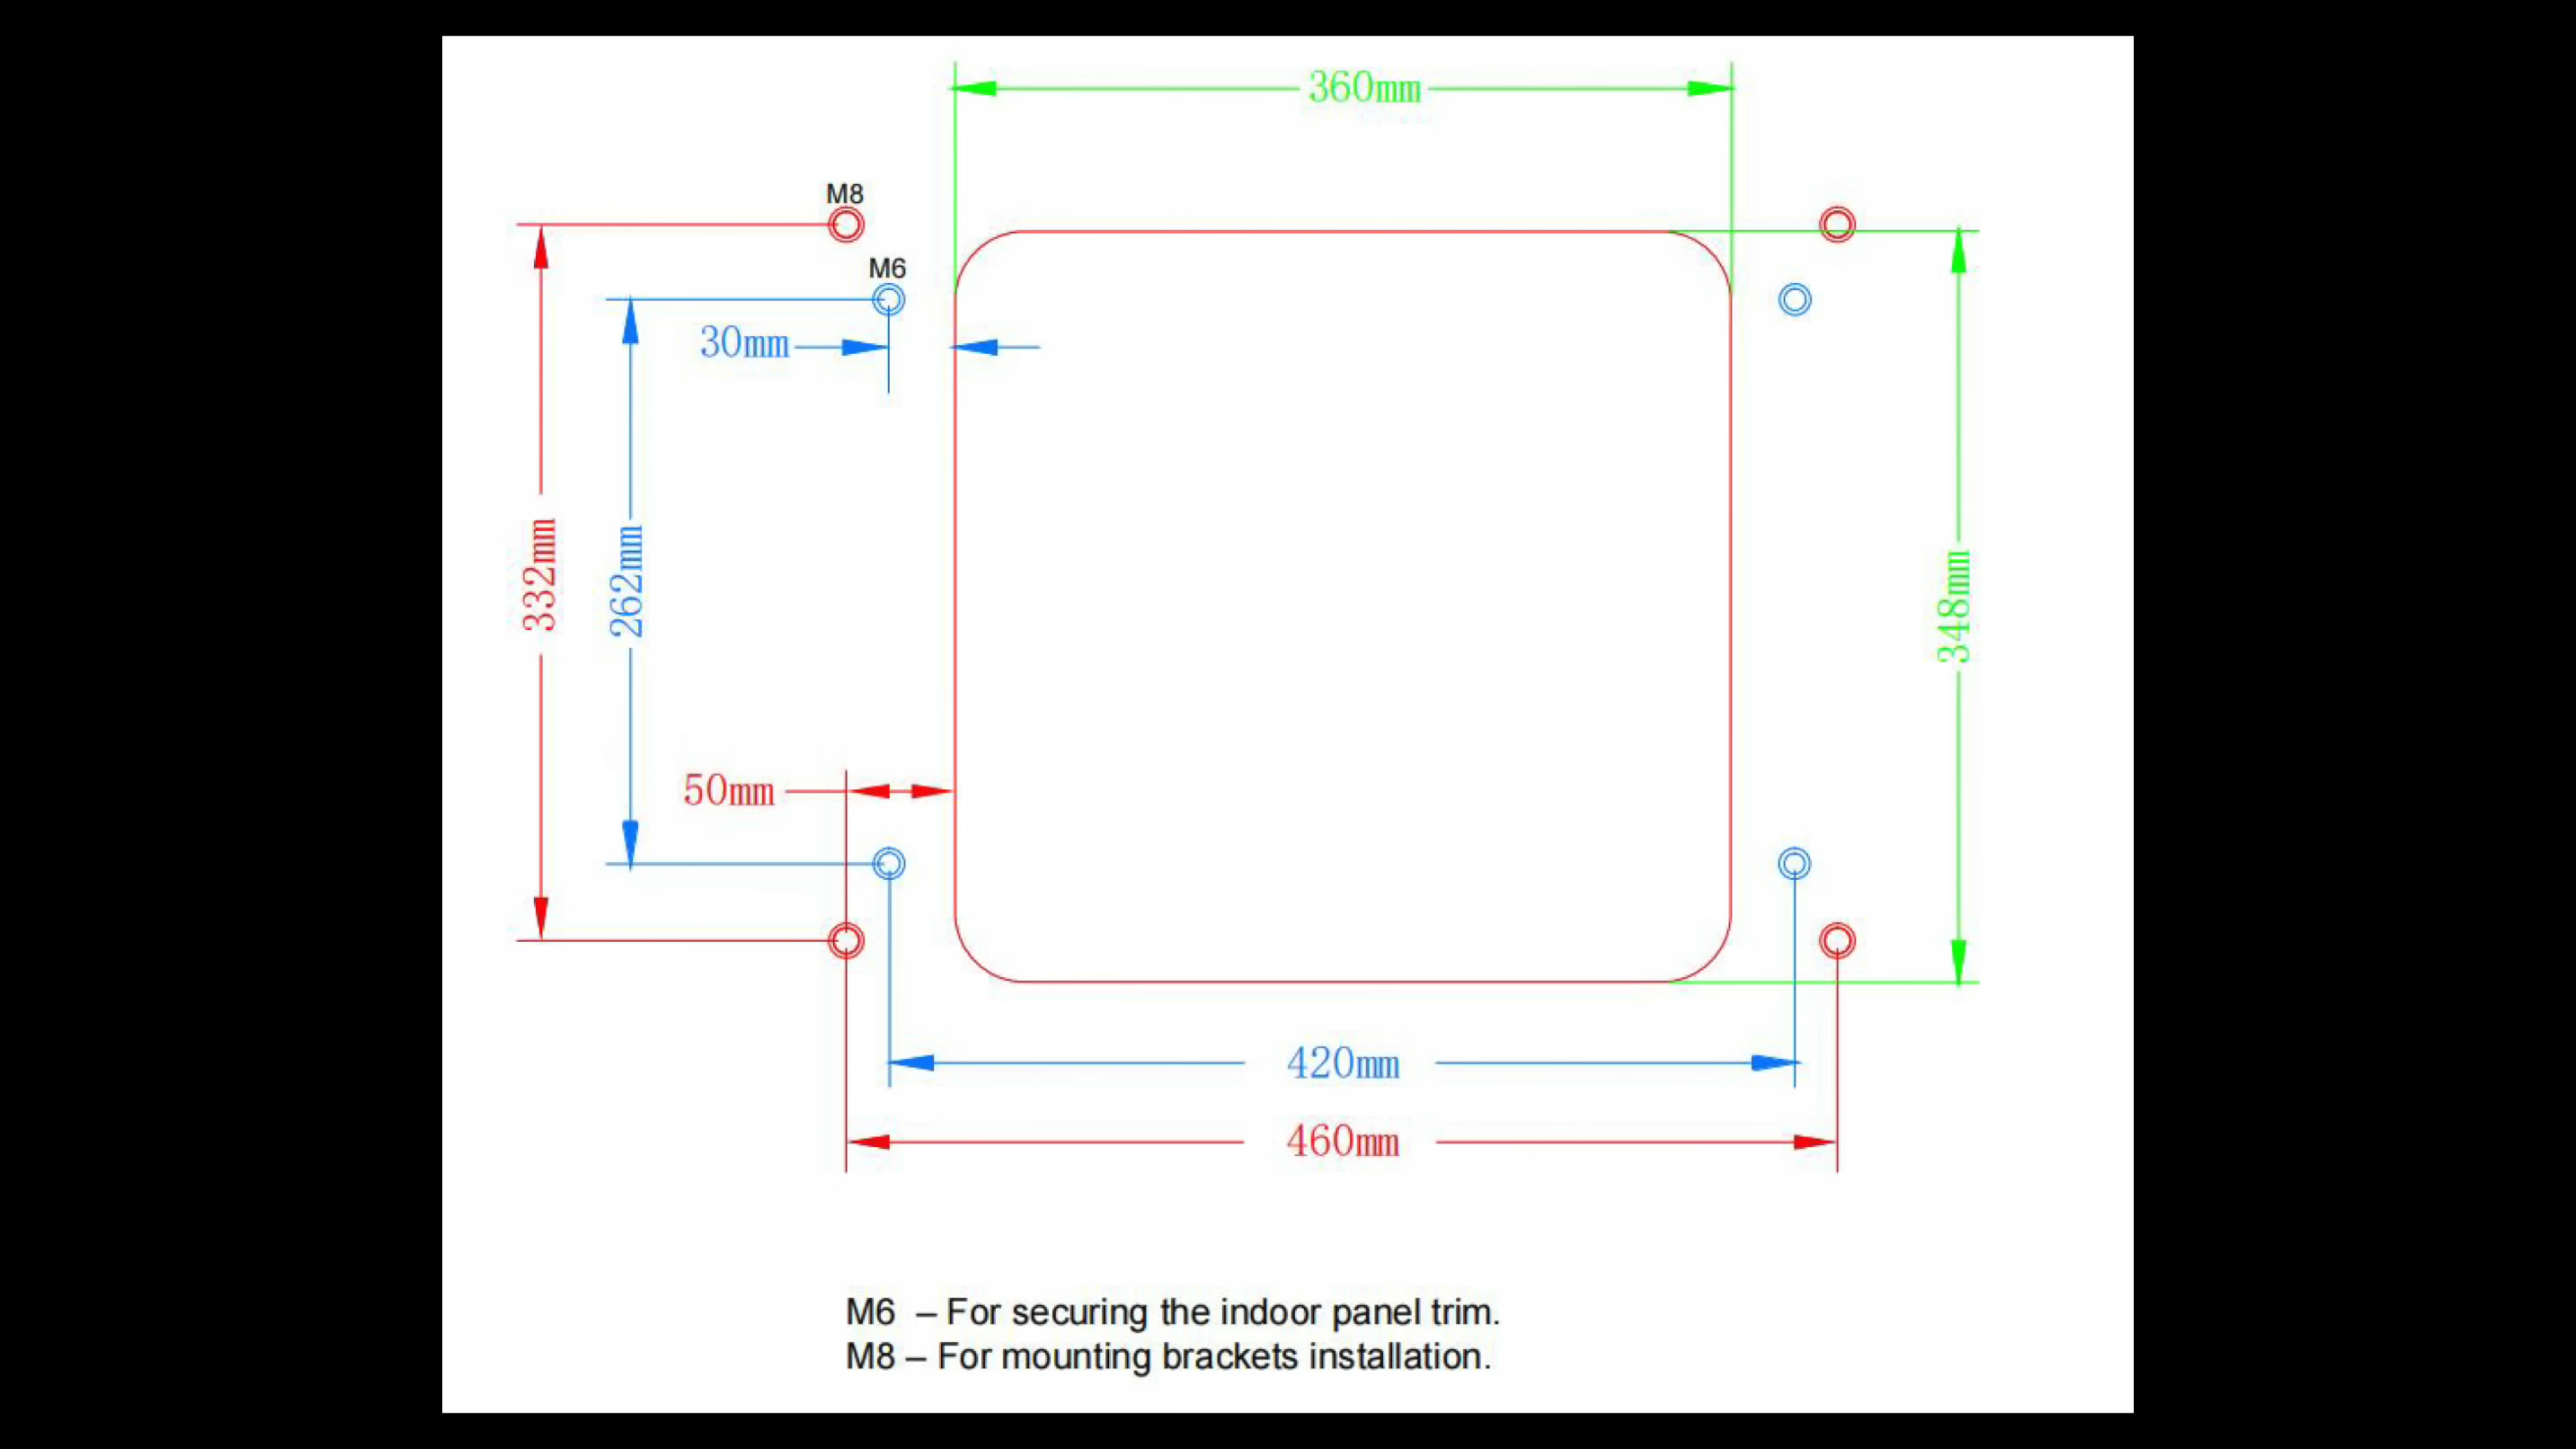 360mm
M8
M6
30mm
332mm
262mm
348mm
50mm
420mm
460mm
M6 – For securing the indoor panel trim.
M8 – For mounting brackets installation.